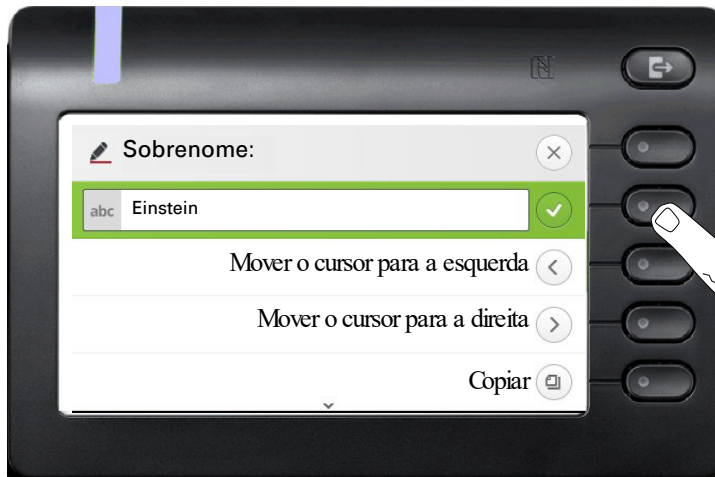 Sobrenome:
abc Einstein
Mover o cursor para a esquerda
Mover o cursor para a direita
Copiar